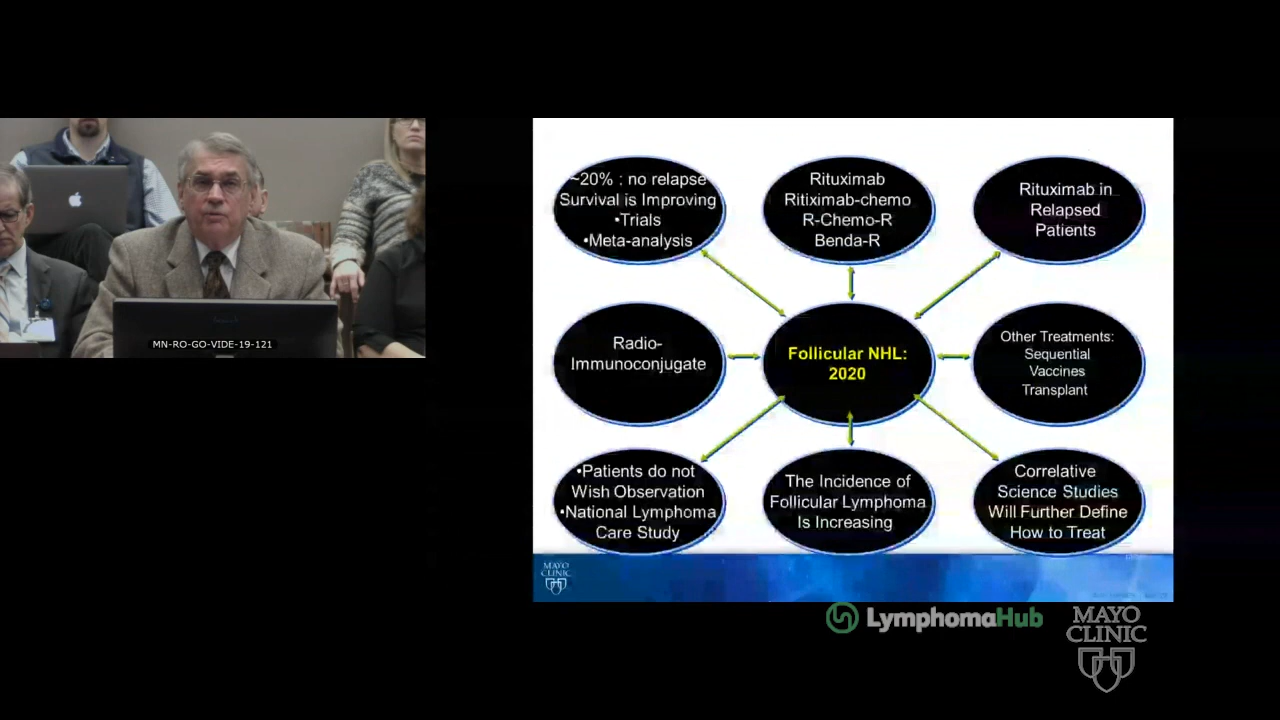 ~20% : no relapse
Survival is Improving
•Trials
•Meta-analysis
Rituximab
Ritiximab-chemo
R-Chemo-R
Benda-R
Rituximab in
Relapsed
Patients
Radio-
Immunoconjugate
Follicular NHL:
2020
Other Treatments:
Sequential
Vaccines
Transplant
•Patients do not
Wish Observation
•National Lymphoma
Care Study
The Incidence of
Follicular Lymphoma
Is Increasing
Correlative
Science Studies
Will Further Define
How to Treat
MN-RO-GO-VIDE-19-121
MAYO
CLINIC
LymphomaHub
MAYO
CLINIC